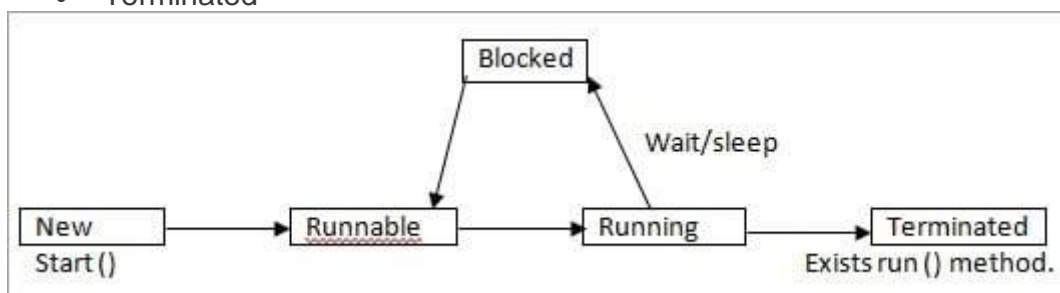 Terminated
Blocked
Wait/sleep
New
Runnable
Running
Terminated
Start ()
Exists run () method.